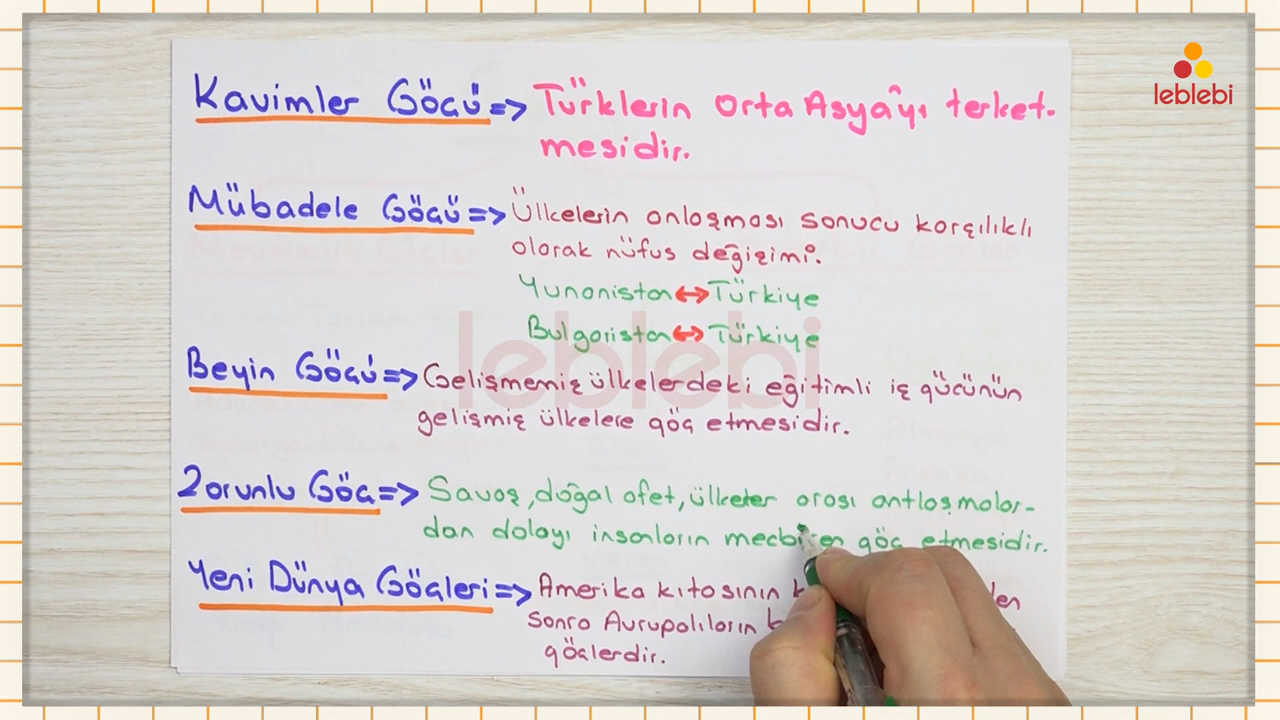 leblebi
Kavimler Göçü => Türklerin Orta Asya'yı terket-
mesidir.
Mübadele Göçü => Ülkelerin anlaşması sonucu karşılıklı
olarak nüfus değişimi.
Yunanistan <-> Türkiye
Bulgaristan <-> Türkiye
leblebi
Beyin Göçü => Gelişmemiş ülkelerdeki eğitimli iş gücünün
gelişmiş ülkelere göç etmesidir.
Zorunlu Göç => Savaş, doğal afet, ülkeler arası antlaşmalar-
dan dolayı insanların göç etmesidir.
Yeni Dünya Göçleri => Amerika kıtasının
sonra Avrupalıların
göçlerdir.